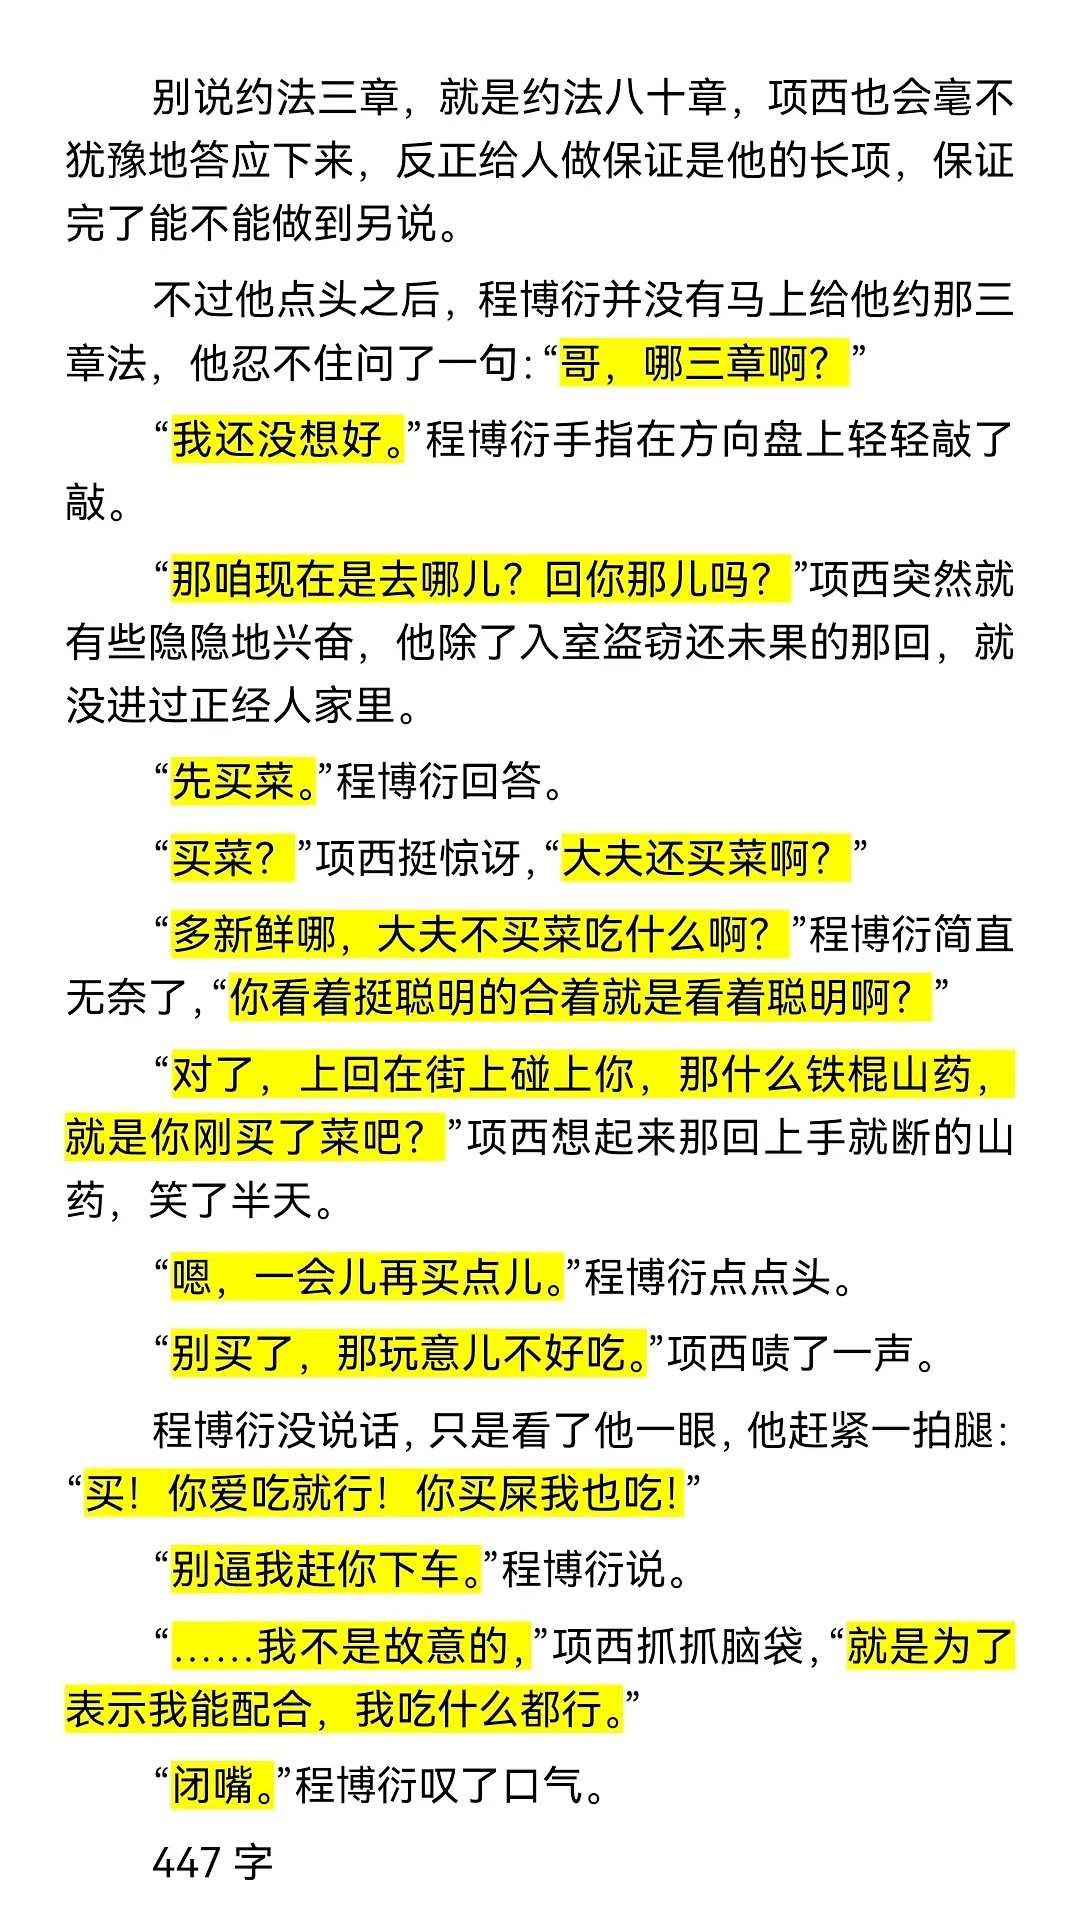 别说约法三章，就是约法八十章，项西也会毫不
犹豫地答应下来，反正给人做保证是他的长项，保证
完了能不能做到另说。
不过他点头之后，程博衍并没有马上给他约那三
章法，他忍不住问了一句：“哥，哪三章啊？”
“我还没想好。”程博衍手指在方向盘上轻轻敲了
敲。
“那咱现在是去哪儿？回你那儿吗？”项西突然就
有些隐隐地兴奋，他除了入室盗窃还未果的那回，就
没进过正经人家里。
“先买菜。”程博衍回答。
“买菜？”项西挺惊讶，“大夫还买菜啊？”
“多新鲜哪，大夫不买菜吃什么啊？”程博衍简直
无奈了，“你看着挺聪明的合着就是看着聪明啊？”
“对了，上回在街上碰上你，那什么铁棍山药，
就是你刚买了菜吧？”项西想起来那回上手就断的山
药，笑了半天。
“嗯，一会儿再买点儿。”程博衍点点头。
“别买了，那玩意儿不好吃。”项西啧了一声。
程博衍没说话，只是看了他一眼，他赶紧一拍腿：
“买！你爱吃就行！你买屎我也吃！”
“别逼我赶你下车。”程博衍说。
“……我不是故意的，”项西抓抓脑袋，“就是为了
表示我能配合，我吃什么都行。”
“闭嘴。”程博衍叹了口气。
447 字